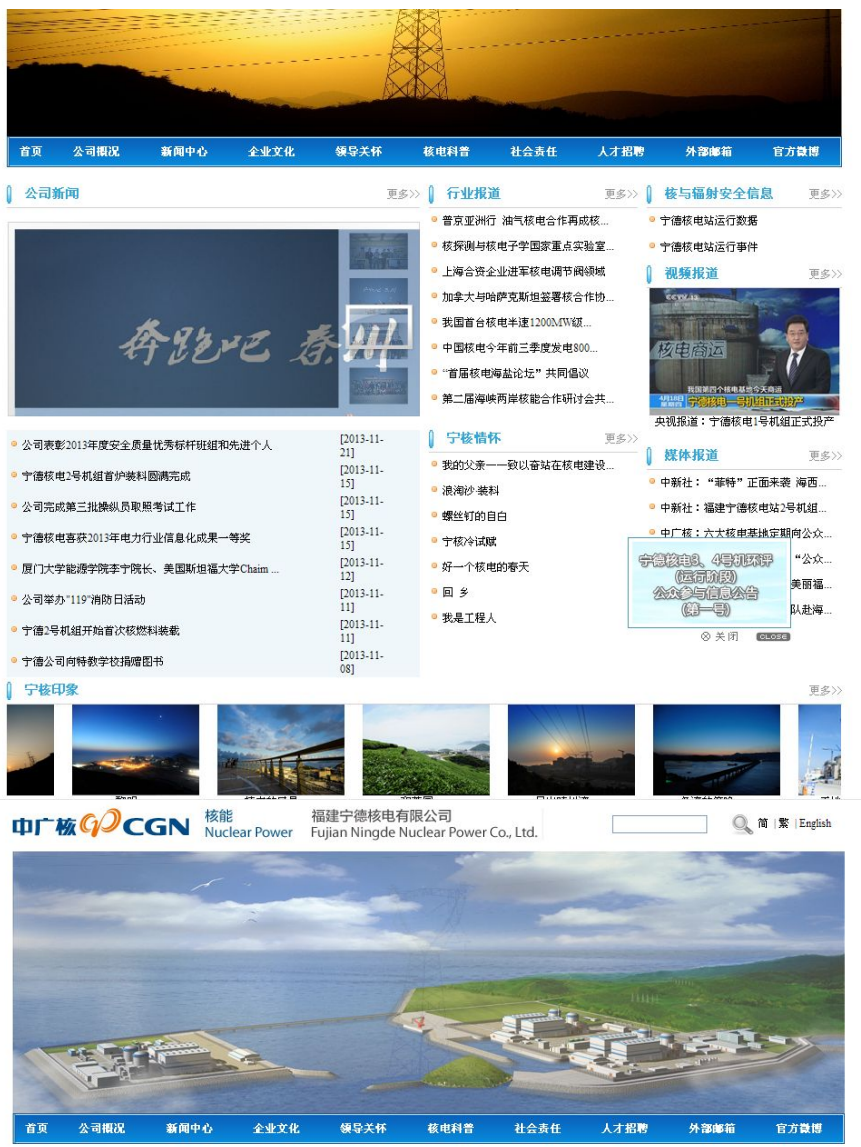 首页 公司概况 新闻中心 企业文化 领导关怀 核电科普 社会责任 人才招聘 外部邮箱 官方微博
公司新闻 更多>>
奔跑吧 秦州
公司表彰2013年度安全质量优秀标杆班组和先进个人 [2013-11-21]
宁德核电2号机组首炉装料圆满完成 [2013-11-15]
公司完成第三批操纵员取照考试工作 [2013-11-15]
宁德核电喜获2013年电力行业信息化成果一等奖 [2013-11-15]
厦门大学能源学院李宁院长、美国斯坦福大学Chaim ... [2013-11-12]
公司举办"119"消防日活动 [2013-11-11]
宁德2号机组开始首次核燃料装载 [2013-11-11]
宁德公司向特教学校捐赠图书 [2013-11-08]
行业报道 更多>>
普京亚洲行 油气核电合作再成核...
核探测与核电子学国家重点实验室...
上海合资企业进军核电调节阀领域
加拿大与哈萨克斯坦签署核合作协...
我国首台核电半速1200MW级...
中国核电今年前三季度发电800...
“首届核电海盐论坛”共同倡议
第二届海峡两岸核能合作研讨会共...
宁核情怀 更多>>
我的父亲——致以奋站在核电建设...
浪淘沙·装料
螺丝钉的自白
宁核冷试赋
好一个核电的春天
回 乡
我是工程人
核与辐射安全信息 更多>>
宁德核电站运行数据
宁德核电站运行事件
视频报道 更多>>
CCTV 13
核电商运
我国第四个核电基地今天商运
4月18日
宁德核电一号机组正式投产
央视报道：宁德核电1号机组正式投产
媒体报道 更多>>
中新社：“菲特”正面来袭 海西...
中新社：福建宁德核电站2号机组...
中广核：六大核电基地定期向公众...
“公众...
美丽福...
队赴海...
宁德核电3、4号机环评
(运行阶段)
公众参与信息公告
(第一号)
关闭 CLOSE
宁核印象 更多>>
中广核 CGN
核能
Nuclear Power
福建宁德核电有限公司
Fujian Ningde Nuclear Power Co., Ltd.
简 | 繁 | English
首页 公司概况 新闻中心 企业文化 领导关怀 核电科普 社会责任 人才招聘 外部邮箱 官方微博